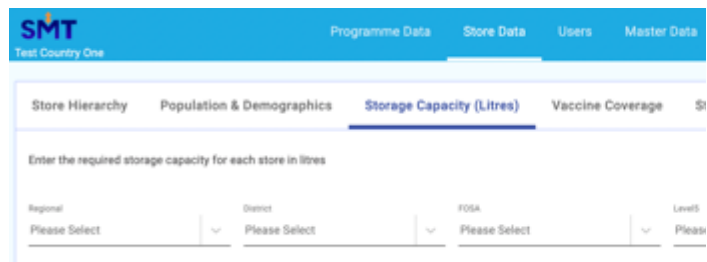 SMT
Test Country One
Programme Data Store Data Users Master Data
Store Hierarchy Population & Demographics Storage Capacity (Litres) Vaccine Coverage
Enter the required storage capacity for each store in litres
Regional District FOSA Level5
Please Select Please Select Please Select